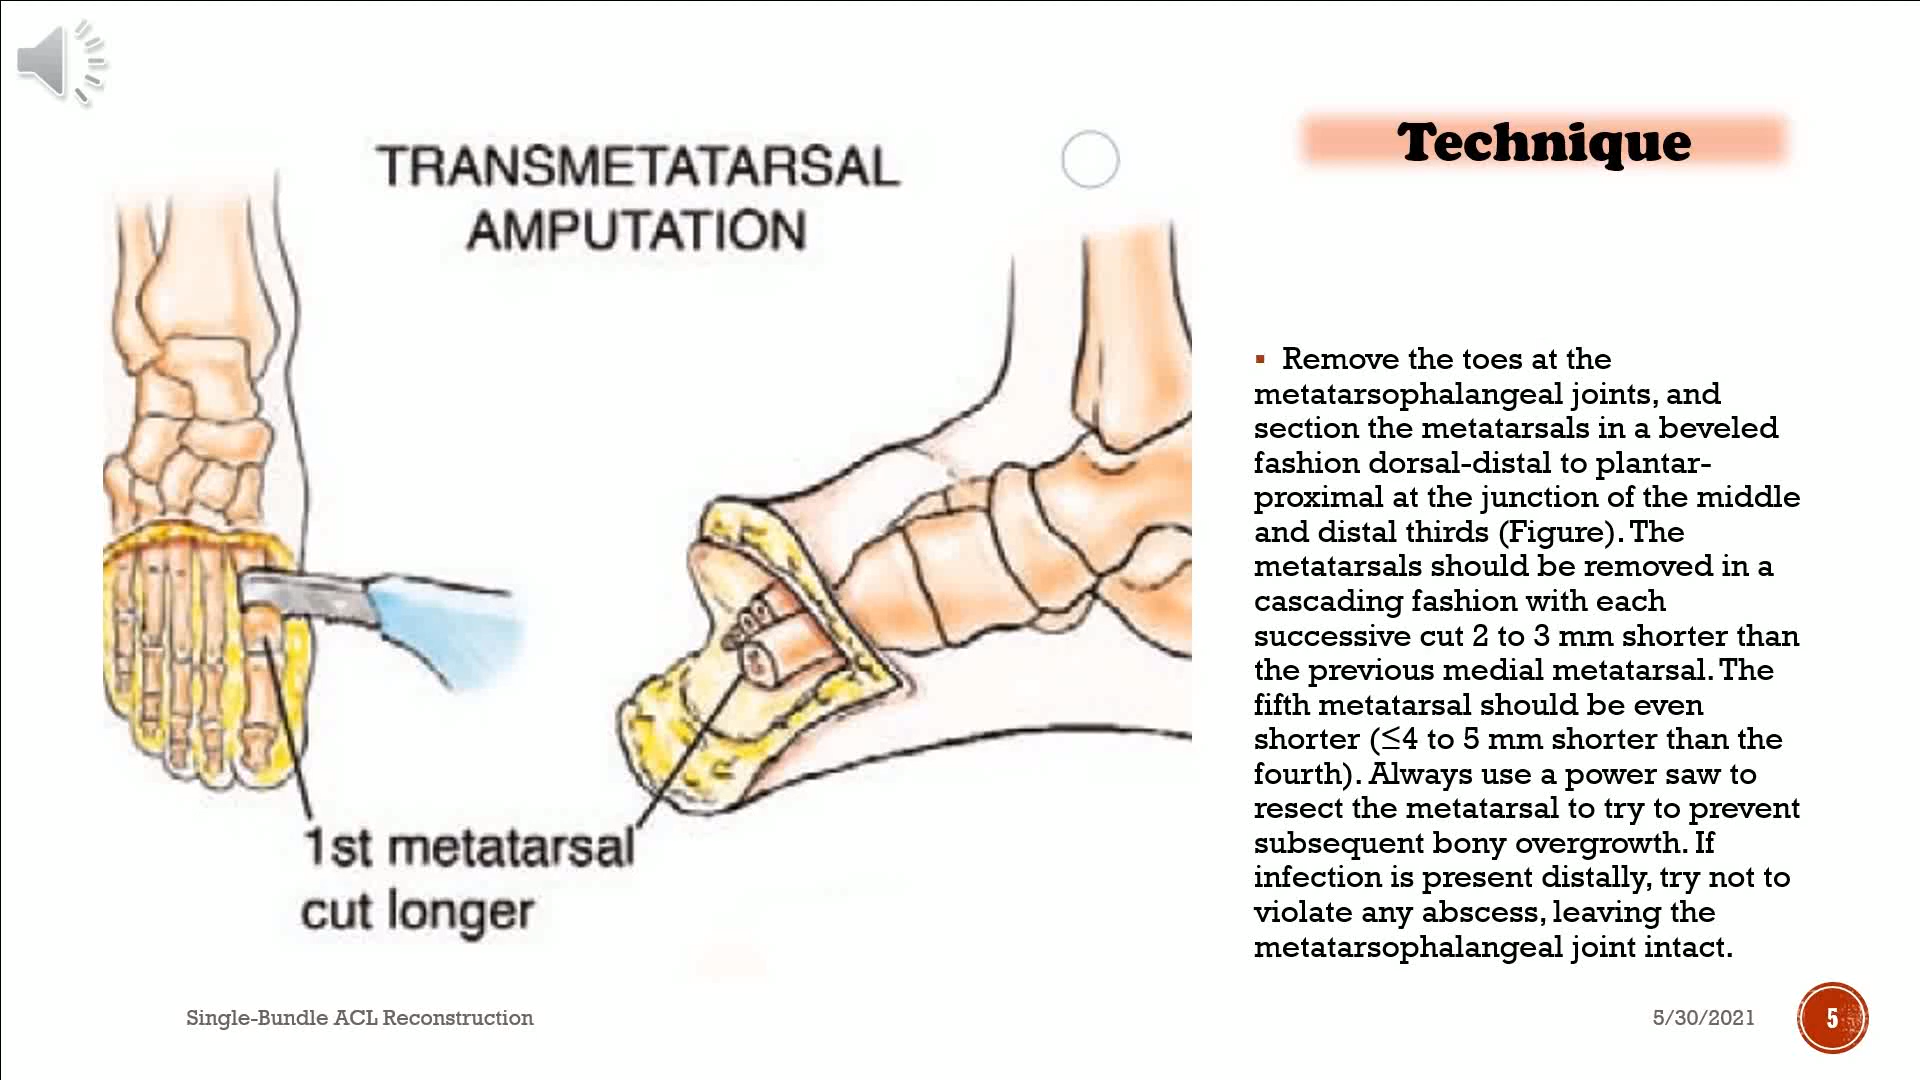 TRANSMETATARSAL
AMPUTATION
1st metatarsal
cut longer
Technique
▪ Remove the toes at the
metatarsophalangeal joints, and
section the metatarsals in a beveled
fashion dorsal-distal to plantar-
proximal at the junction of the middle
and distal thirds (Figure). The
metatarsals should be removed in a
cascading fashion with each
successive cut 2 to 3 mm shorter than
the previous medial metatarsal. The
fifth metatarsal should be even
shorter (≤4 to 5 mm shorter than the
fourth). Always use a power saw to
resect the metatarsal to try to prevent
subsequent bony overgrowth. If
infection is present distally, try not to
violate any abscess, leaving the
metatarsophalangeal joint intact.
Single-Bundle ACL Reconstruction
5/30/2021
5